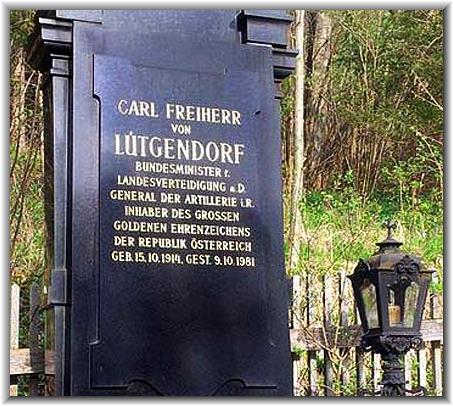 CARL FREIHERR
VON
LÚTGENDORF
BUNDESMINISTER f.
LANDESVERTEIDIGUNG a.D.
GENERAL DER ARTILLERIE i.R.
INHABER DES GROSSEN
GOLDENEN EHRENZEICHENS
DER REPUBLIK ÖSTERREICH
GEB. 15.10.1914, GEST. 9.10.1981